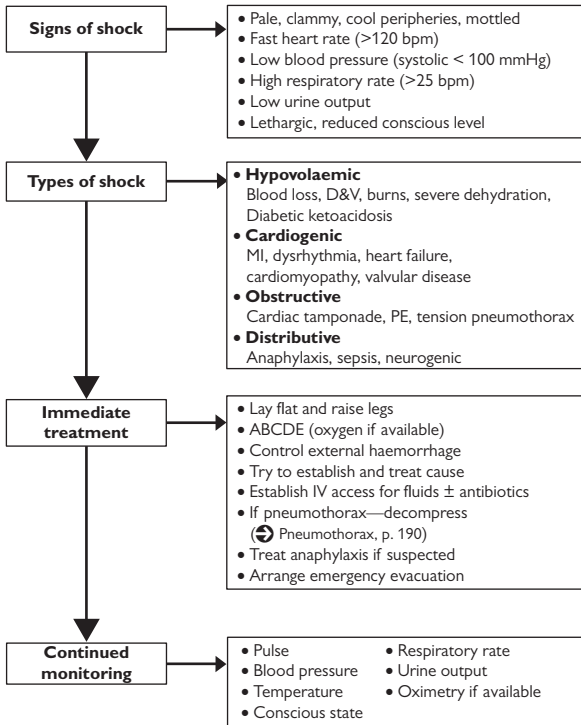 Signs of shock
• Pale, clammy, cool peripheries, mottled
• Fast heart rate (>120 bpm)
• Low blood pressure (systolic < 100 mmHg)
• High respiratory rate (>25 bpm)
• Low urine output
• Lethargic, reduced conscious level
Types of shock
• Hypovolaemic
Blood loss, D&V, burns, severe dehydration,
Diabetic ketoacidosis
• Cardiogenic
MI, dysrhythmia, heart failure,
cardiomyopathy, valvular disease
• Obstructive
Cardiac tamponade, PE, tension pneumothorax
• Distributive
Anaphylaxis, sepsis, neurogenic
Immediate
treatment
• Lay flat and raise legs
• ABCDE (oxygen if available)
• Control external haemorrhage
• Try to establish and treat cause
• Establish IV access for fluids ± antibiotics
• If pneumothorax—decompress
(➲ Pneumothorax, p. 190)
• Treat anaphylaxis if suspected
• Arrange emergency evacuation
Continued
monitoring
• Pulse
• Blood pressure
• Temperature
• Conscious state
• Respiratory rate
• Urine output
• Oximetry if available